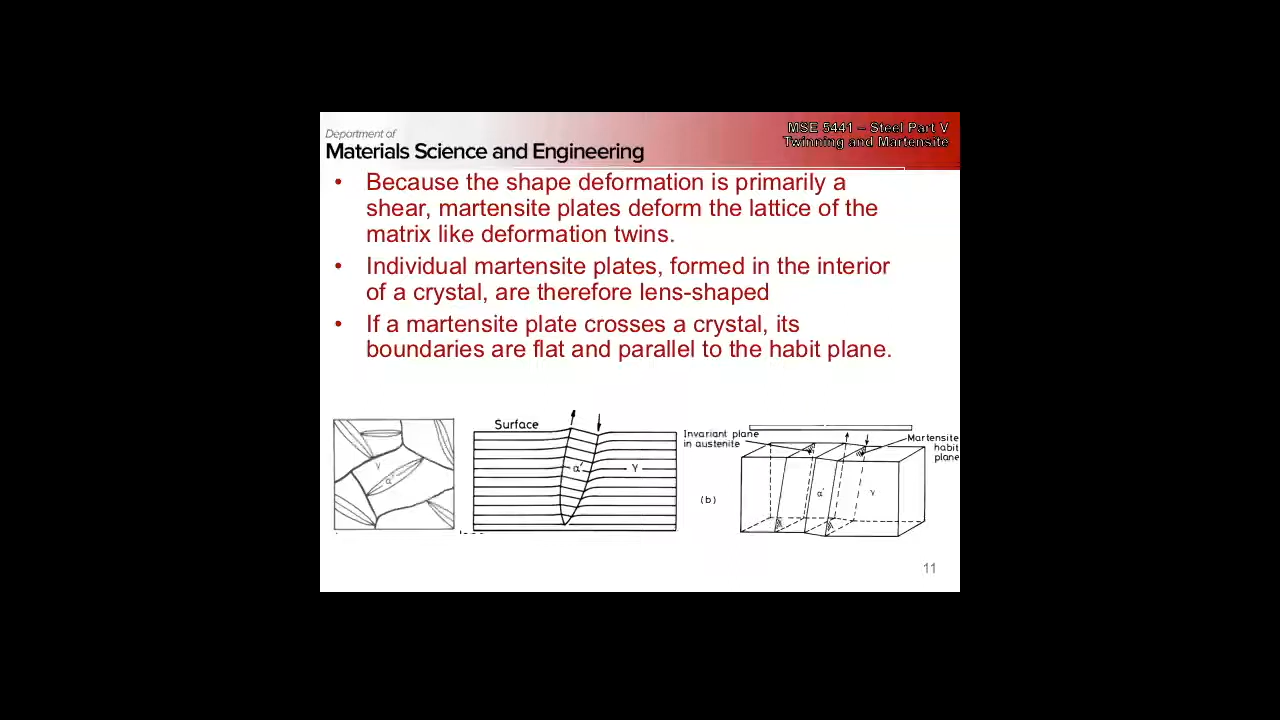 Department of
Materials Science and Engineering
MSE 5441 – Steel Part V
Twinning and Martensite
• Because the shape deformation is primarily a
shear, martensite plates deform the lattice of the
matrix like deformation twins.
• Individual martensite plates, formed in the interior
of a crystal, are therefore lens-shaped
• If a martensite plate crosses a crystal, its
boundaries are flat and parallel to the habit plane.
γ
α'
Surface
α'
γ
Invariant plane
in austenite
Martensite
habit
plane
(b)
α'
γ
11